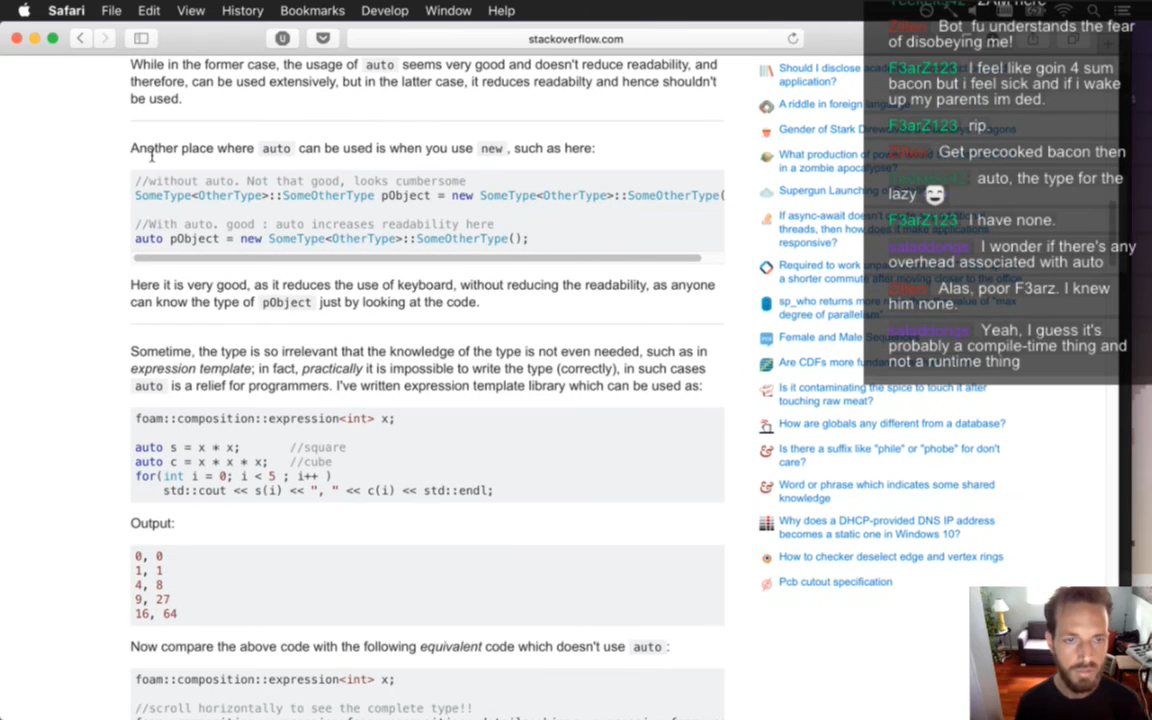 Safari File Edit View History Bookmarks Develop Window Help
stackoverflow.com
While in the former case, the usage of auto seems very good and doesn't reduce readability, and
therefore, can be used extensively, but in the latter case, it reduces readabilty and hence shouldn't
be used.
Another place where auto can be used is when you use new , such as here:
//without auto. Not that good, looks cumbersome
SomeType<OtherType>::SomeOtherType pObject = new SomeType<OtherType>::SomeOtherType(
//With auto. good : auto increases readability here
auto pObject = new SomeType<OtherType>::SomeOtherType();
Here it is very good, as it reduces the use of keyboard, without reducing the readability, as anyone
can know the type of pObject just by looking at the code.
Sometime, the type is so irrelevant that the knowledge of the type is not even needed, such as in
expression template; in fact, practically it is impossible to write the type (correctly), in such cases
auto is a relief for programmers. I've written expression template library which can be used as:
foam::composition::expression<int> x;
auto s = x * x; //square
auto c = x * x * x; //cube
for(int i = 0; i < 5 ; i++ )
std::cout << s(i) << ", " << c(i) << std::endl;
Output:
0, 0
1, 1
4, 8
9, 27
16, 64
Now compare the above code with the following equivalent code which doesn't use auto :
foam::composition::expression<int> x;
//scroll horizontally to see the complete type!!
Should I disclose
application?
A riddle in foreign
Gender of Stark
What production of
in a zombie
Supergun Launching
If async-await doesn't
threads, then how
responsive?
Required to work
a shorter commute
sp_who returns
degree of parallelism
Female and Male
Are CDFs more
Is it contaminating the spice to touch it after
touching raw meat?
How are globals any different from a database?
Is there a suffix like "phile" or "phobe" for don't
care?
Word or phrase which indicates some shared
knowledge
Why does a DHCP-provided DNS IP address
becomes a static one in Windows 10?
How to checker deselect edge and vertex rings
Pcb cutout specification
Bot_fu understands the fear
of disobeying me!
F3arZ123 I feel like goin 4 sum
bacon but i feel sick and if i wake
up my parents im ded.
F3arZ123 rip.
Get precooked bacon then
auto, the type for the
lazy
F3arZ123 I have none.
I wonder if there's any
overhead associated with auto
Alas, poor F3arz. I knew
him none.
Yeah, I guess it's
probably a compile-time thing and
not a runtime thing